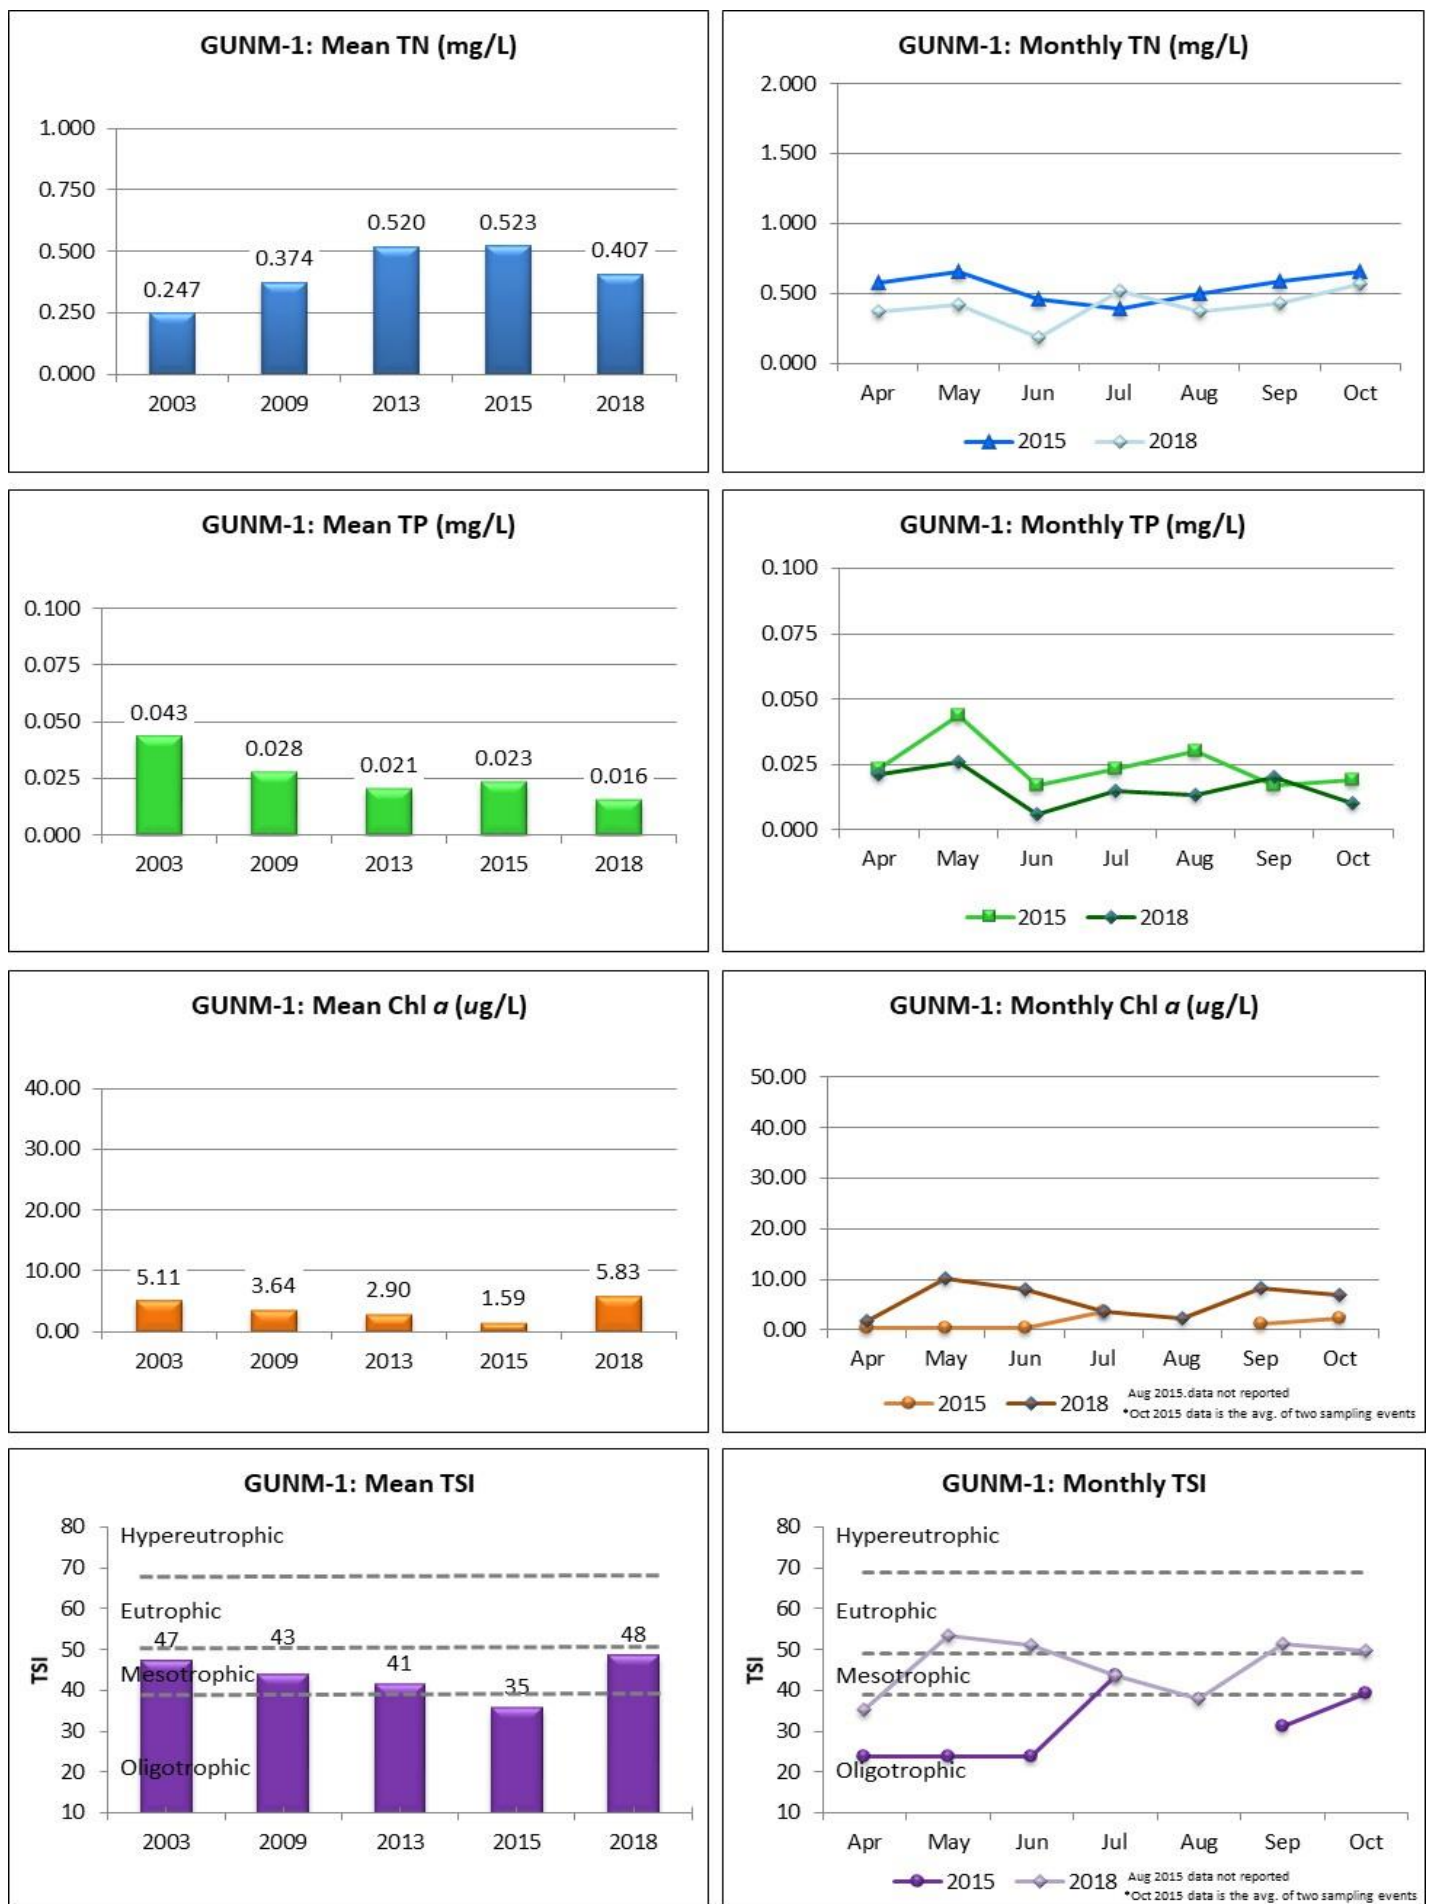 GUNM-1: Mean TN (mg/L)
1.000
0.750
0.500
0.250
0.000
0.247
0.374
0.520
0.523
0.407
2003 2009 2013 2015 2018
GUNM-1: Monthly TN (mg/L)
2.000
1.500
1.000
0.500
0.000
Apr May Jun Jul Aug Sep Oct
2015 2018
GUNM-1: Mean TP (mg/L)
0.100
0.075
0.050
0.025
0.000
0.043
0.028
0.021
0.023
0.016
2003 2009 2013 2015 2018
GUNM-1: Monthly TP (mg/L)
0.100
0.075
0.050
0.025
0.000
Apr May Jun Jul Aug Sep Oct
2015 2018
GUNM-1: Mean Chl a (ug/L)
40.00
30.00
20.00
10.00
0.00
5.11
3.64
2.90
1.59
5.83
2003 2009 2013 2015 2018
GUNM-1: Monthly Chl a (ug/L)
50.00
40.00
30.00
20.00
10.00
0.00
Apr May Jun Jul Aug Sep Oct
2015 2018
Aug 2015.data not reported
*Oct 2015 data is the avg. of two sampling events
GUNM-1: Mean TSI
TSI
80
70
60
50
40
30
20
10
Hypereutrophic
Eutrophic
Mesotrophic
Oligotrophic
47
43
41
35
48
2003 2009 2013 2015 2018
GUNM-1: Monthly TSI
TSI
80
70
60
50
40
30
20
10
Hypereutrophic
Eutrophic
Mesotrophic
Oligotrophic
Apr May Jun Jul Aug Sep Oct
2015 2018
Aug 2015 data not reported
*Oct 2015 data is the avg. of two sampling events